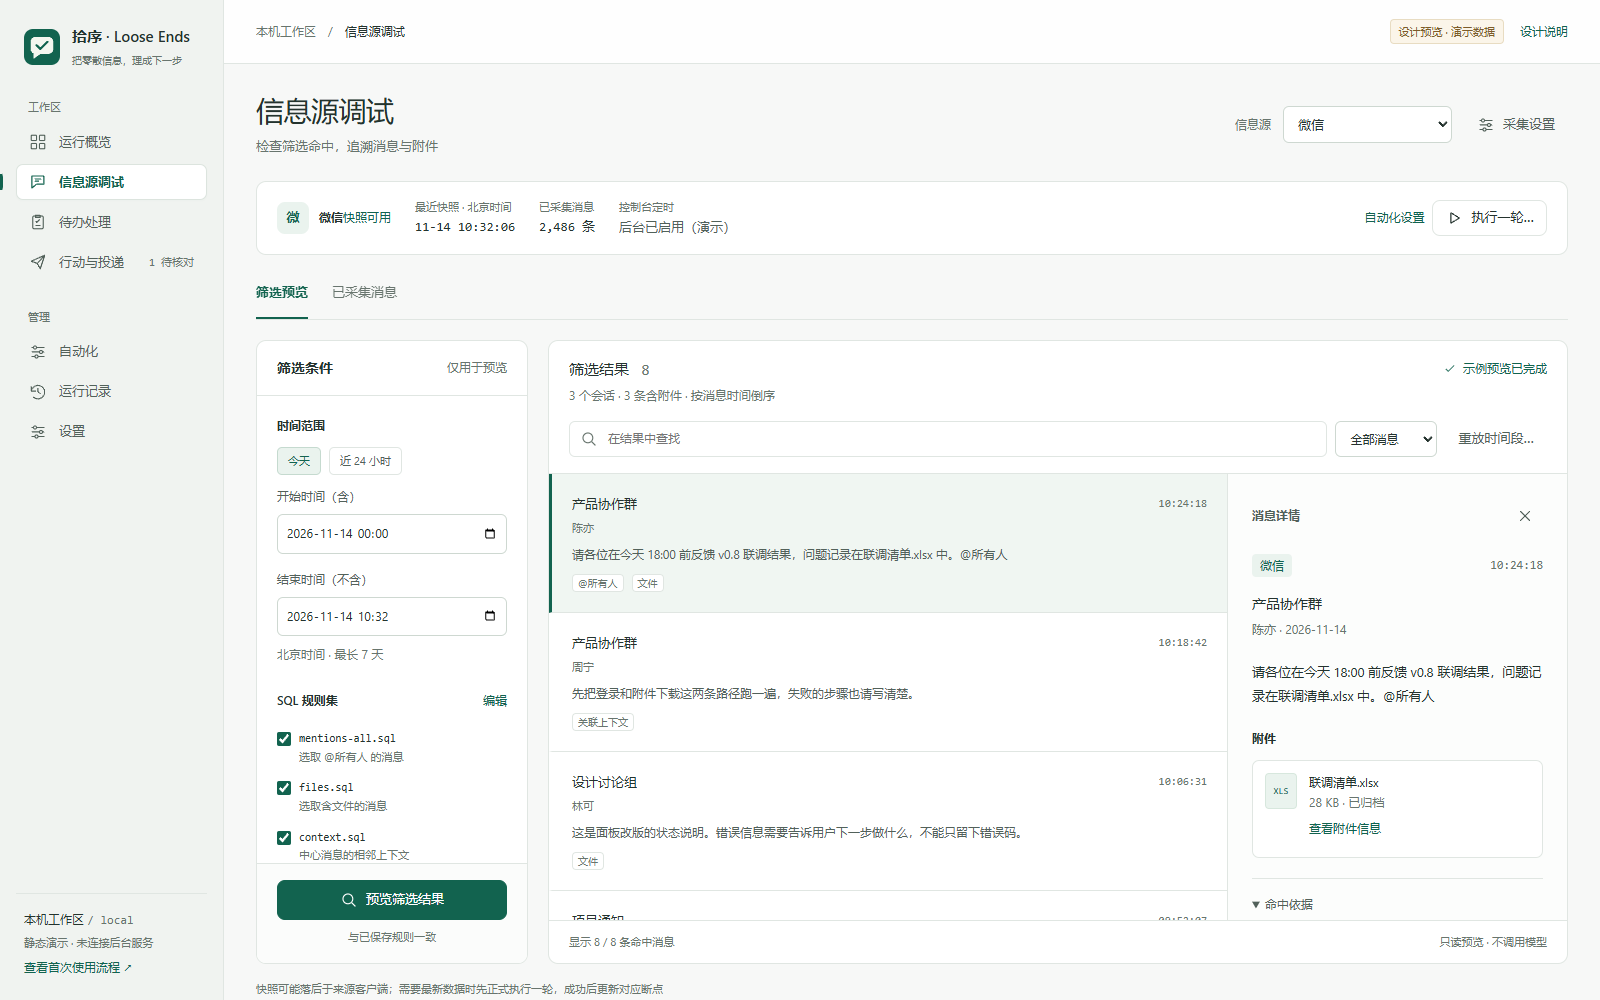 拾序 · Loose Ends
把零散信息，理成下一步
工作区
运行概览
信息源调试
待办处理
行动与投递 1 待核对
管理
自动化
运行记录
设置
本机工作区 / local
静态演示 · 未连接后台服务
查看首次使用流程 ↗
本机工作区 / 信息源调试
设计预览 · 演示数据 设计说明
信息源调试
检查筛选命中，追溯消息与附件
信息源 微信 采集设置
微 微信快照可用
最近快照 · 北京时间
11-14 10:32:06
已采集消息
2,486 条
控制台定时
后台已启用（演示）
自动化设置 执行一轮...
筛选预览 已采集消息
筛选条件 仅用于预览
时间范围
今天 近 24 小时
开始时间（含）
2026-11-14 00:00
结束时间（不含）
2026-11-14 10:32
北京时间 · 最长 7 天
SQL 规则集 编辑
mentions-all.sql
选取 @所有人 的消息
files.sql
选取含文件的消息
context.sql
中心消息的相邻上下文
预览筛选结果
与已保存规则一致
筛选结果 8
示例预览已完成
3 个会话 · 3 条含附件 · 按消息时间倒序
在结果中查找 全部消息 重放时间段...
产品协作群 10:24:18
陈亦
请各位在今天 18:00 前反馈 v0.8 联调结果，问题记录在联调清单.xlsx 中。@所有人
@所有人 文件
产品协作群 10:18:42
周宁
先把登录和附件下载这两条路径跑一遍，失败的步骤也请写清楚。
关联上下文
设计讨论组 10:06:31
林可
这是面板改版的状态说明。错误信息需要告诉用户下一步做什么，不能只留下错误码。
文件
项目通知
显示 8 / 8 条命中消息 只读预览 · 不调用模型
消息详情
微信 10:24:18
产品协作群
陈亦 · 2026-11-14
请各位在今天 18:00 前反馈 v0.8 联调结果，问题记
录在联调清单.xlsx 中。@所有人
附件
XLS 联调清单.xlsx
28 KB · 已归档
查看附件信息
▼ 命中依据
快照可能落后于来源客户端；需要最新数据时先正式执行一轮，成功后更新对应断点